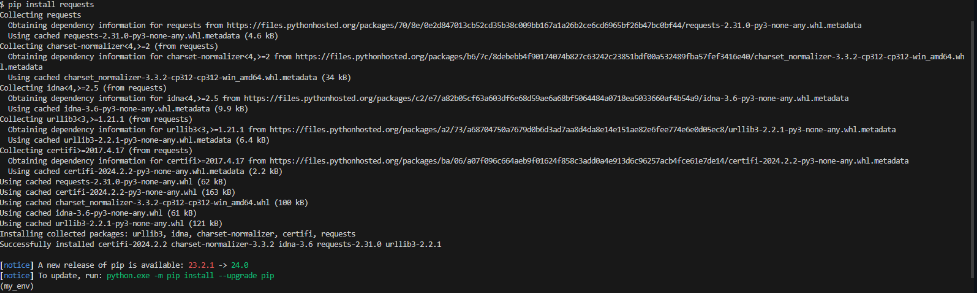 $ pip install requests
Collecting requests
  Obtaining dependency information for requests from https://files.pythonhosted.org/packages/70/8e/0e2d847013cb52cd35b38c009bb167a1a26b2ce6cd6965bf26b47bc0bf44/requests-2.31.0-py3-none-any.whl.metadata
  Using cached requests-2.31.0-py3-none-any.whl.metadata (4.6 kB)
Collecting charset-normalizer<4,>=2 (from requests)
  Obtaining dependency information for charset-normalizer<4,>=2 from https://files.pythonhosted.org/packages/b6/7c/8debebb4f90174074b827c63242c23851bdf00a532489fba57fef3416e40/charset_normalizer-3.3.2-cp312-cp312-win_amd64.wh
l.metadata
  Using cached charset_normalizer-3.3.2-cp312-cp312-win_amd64.whl.metadata (34 kB)
Collecting idna<4,>=2.5 (from requests)
  Obtaining dependency information for idna<4,>=2.5 from https://files.pythonhosted.org/packages/c2/e7/a82b05cf63a603df6e68d59ae6a68bf5064484a0718ea5033660af4b54a9/idna-3.6-py3-none-any.whl.metadata
  Using cached idna-3.6-py3-none-any.whl.metadata (9.9 kB)
Collecting urllib3<3,>=1.21.1 (from requests)
  Obtaining dependency information for urllib3<3,>=1.21.1 from https://files.pythonhosted.org/packages/a2/73/a68704750a7679d0b6d3ad7aa8d4da8e14e151ae82e6fee774e6e0d05ec8/urllib3-2.2.1-py3-none-any.whl.metadata
  Using cached urllib3-2.2.1-py3-none-any.whl.metadata (6.4 kB)
Collecting certifi>=2017.4.17 (from requests)
  Obtaining dependency information for certifi>=2017.4.17 from https://files.pythonhosted.org/packages/ba/06/a07f096c664aeb9f01624f858c3add0a4e913d6c96257acb4fce61e7de14/certifi-2024.2.2-py3-none-any.whl.metadata
  Using cached certifi-2024.2.2-py3-none-any.whl.metadata (2.2 kB)
Using cached requests-2.31.0-py3-none-any.whl (62 kB)
Using cached certifi-2024.2.2-py3-none-any.whl (163 kB)
Using cached charset_normalizer-3.3.2-cp312-cp312-win_amd64.whl (100 kB)
Using cached idna-3.6-py3-none-any.whl (61 kB)
Using cached urllib3-2.2.1-py3-none-any.whl (121 kB)
Installing collected packages: urllib3, idna, charset-normalizer, certifi, requests
Successfully installed certifi-2024.2.2 charset-normalizer-3.3.2 idna-3.6 requests-2.31.0 urllib3-2.2.1
[notice] A new release of pip is available: 23.2.1 -> 24.0
[notice] To update, run: python.exe -m pip install --upgrade pip
(my_env)